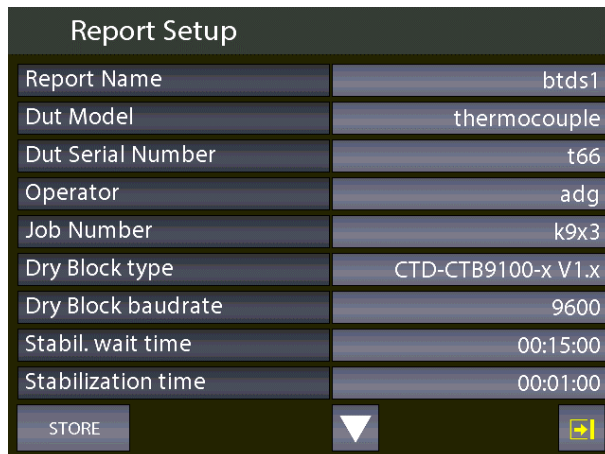 Report Setup
Report Name btds1
Dut Model thermocouple
Dut Serial Number t66
Operator adg
Job Number k9x3
Dry Block type CTD-CTB9100-x V1.x
Dry Block baudrate 9600
Stabil. wait time 00:15:00
Stabilization time 00:01:00
STORE